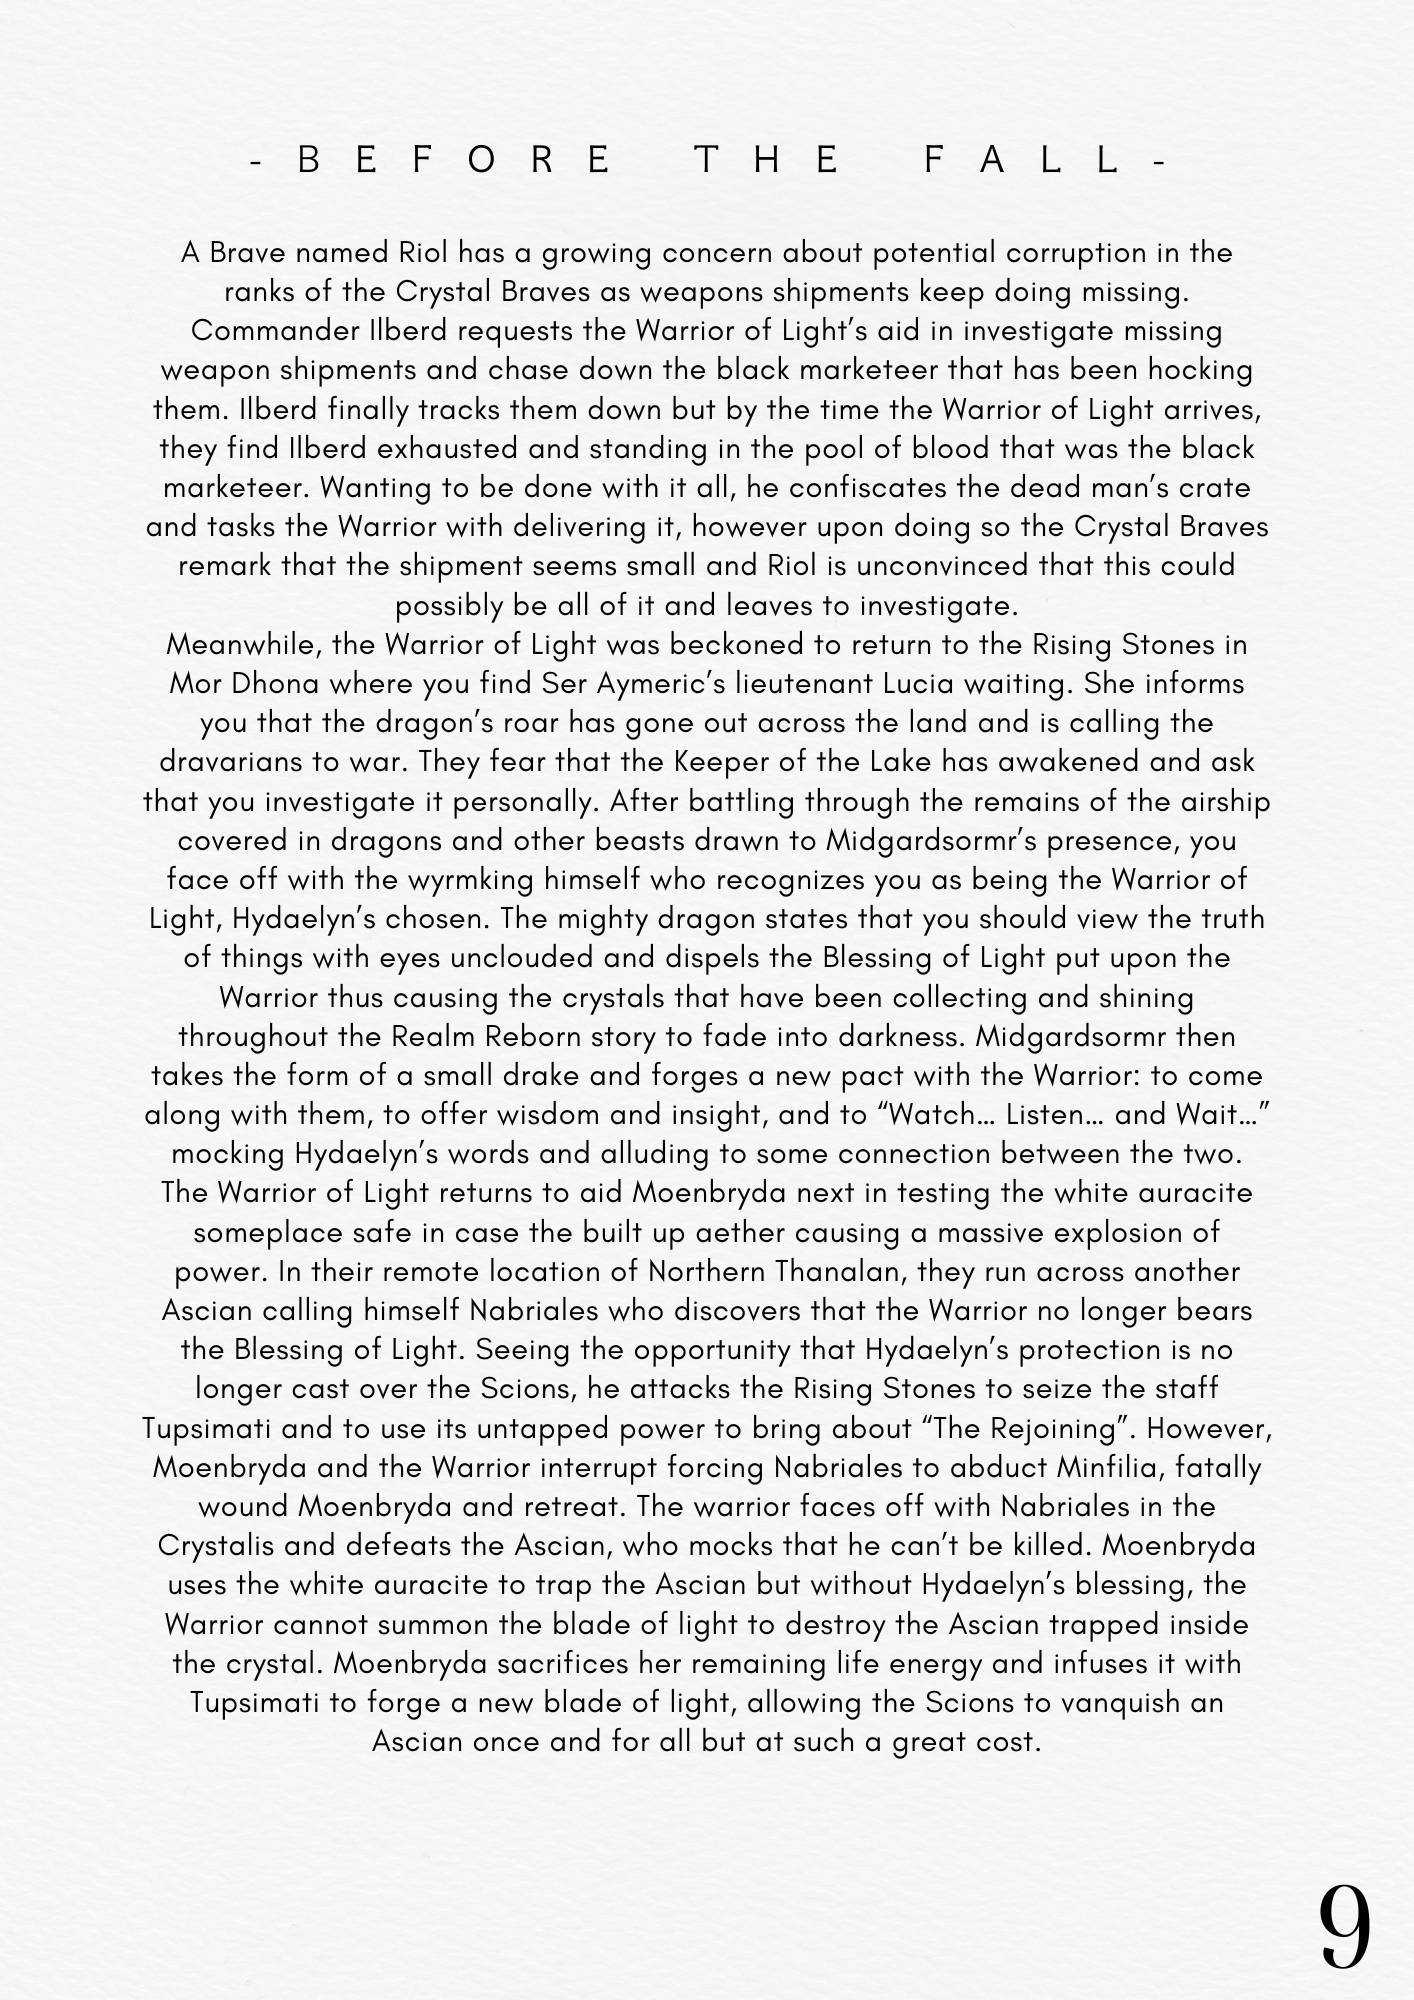 - BEFORE THE FALL -
A Brave named Riol has a growing concern about potential corruption in the
ranks of the Crystal Braves as weapons shipments keep doing missing.
Commander Ilberd requests the Warrior of Light’s aid in investigate missing
weapon shipments and chase down the black marketeer that has been hocking
them. Ilberd finally tracks them down but by the time the Warrior of Light arrives,
they find Ilberd exhausted and standing in the pool of blood that was the black
marketeer. Wanting to be done with it all, he confiscates the dead man’s crate
and tasks the Warrior with delivering it, however upon doing so the Crystal Braves
remark that the shipment seems small and Riol is unconvinced that this could
possibly be all of it and leaves to investigate.
Meanwhile, the Warrior of Light was beckoned to return to the Rising Stones in
Mor Dhona where you find Ser Aymeric’s lieutenant Lucia waiting. She informs
you that the dragon’s roar has gone out across the land and is calling the
dravarians to war. They fear that the Keeper of the Lake has awakened and ask
that you investigate it personally. After battling through the remains of the airship
covered in dragons and other beasts drawn to Midgardsormr’s presence, you
face off with the wyrmking himself who recognizes you as being the Warrior of
Light, Hydaelyn’s chosen. The mighty dragon states that you should view the truth
of things with eyes unclouded and dispels the Blessing of Light put upon the
Warrior thus causing the crystals that have been collecting and shining
throughout the Realm Reborn story to fade into darkness. Midgardsormr then
takes the form of a small drake and forges a new pact with the Warrior: to come
along with them, to offer wisdom and insight, and to “Watch... Listen... and Wait...”
mocking Hydaelyn’s words and alluding to some connection between the two.
The Warrior of Light returns to aid Moenbryda next in testing the white auracite
someplace safe in case the built up aether causing a massive explosion of
power. In their remote location of Northern Thanalan, they run across another
Ascian calling himself Nabriales who discovers that the Warrior no longer bears
the Blessing of Light. Seeing the opportunity that Hydaelyn’s protection is no
longer cast over the Scions, he attacks the Rising Stones to seize the staff
Tupsimati and to use its untapped power to bring about “The Rejoining”. However,
Moenbryda and the Warrior interrupt forcing Nabriales to abduct Minfilia, fatally
wound Moenbryda and retreat. The warrior faces off with Nabriales in the
Crystalis and defeats the Ascian, who mocks that he can’t be killed. Moenbryda
uses the white auracite to trap the Ascian but without Hydaelyn’s blessing, the
Warrior cannot summon the blade of light to destroy the Ascian trapped inside
the crystal. Moenbryda sacrifices her remaining life energy and infuses it with
Tupsimati to forge a new blade of light, allowing the Scions to vanquish an
Ascian once and for all but at such a great cost.
9